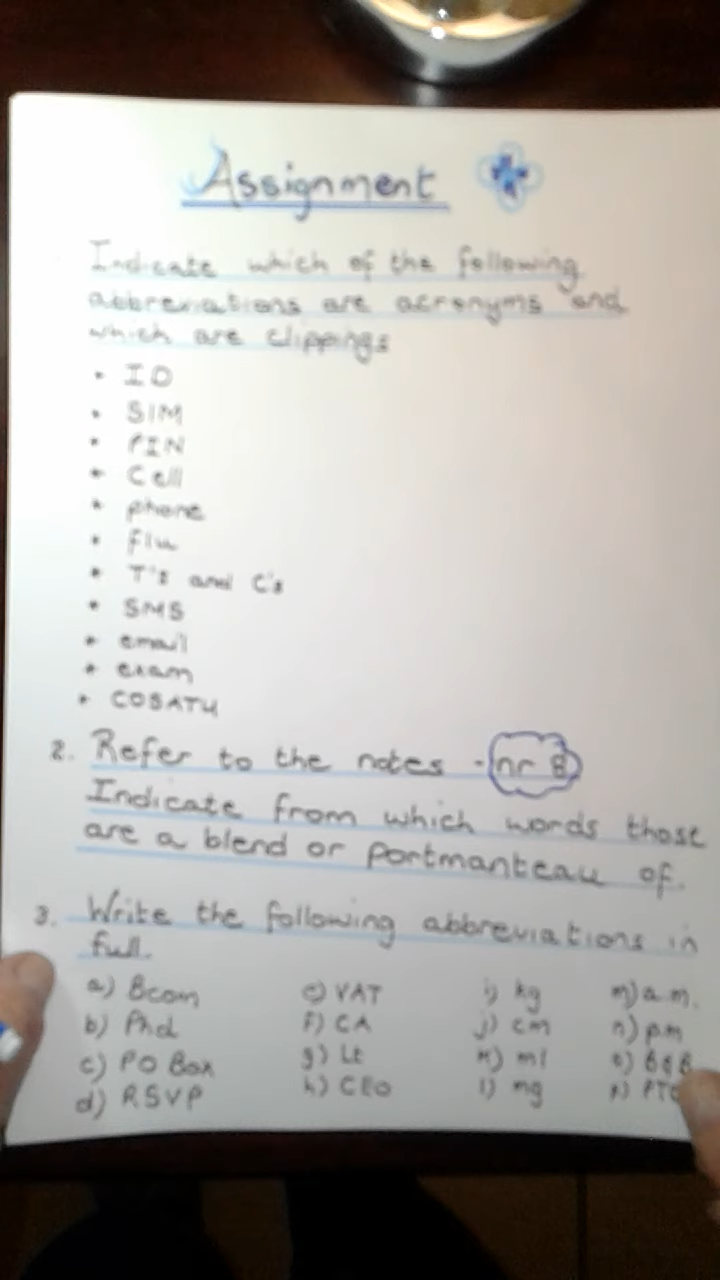 Assignment
Indicate which of the following
abbreviations are acronyms and
which are clippings
• ID
• SIM
• PIN
• Cell
• phone
• flu
• T's and C's
• SMS
• email
• exam
• COSATU
2. Refer to the notes - nr 8
Indicate from which words those
are a blend or portmanteau of.
3. Write the following abbreviations in
full.
a) Bcom e) VAT i) kg m) a.m.
b) Phd f) CA j) cm n) pm
c) PO Box g) Lt k) ml o) B&B
d) RSVP h) CEO l) mg p)